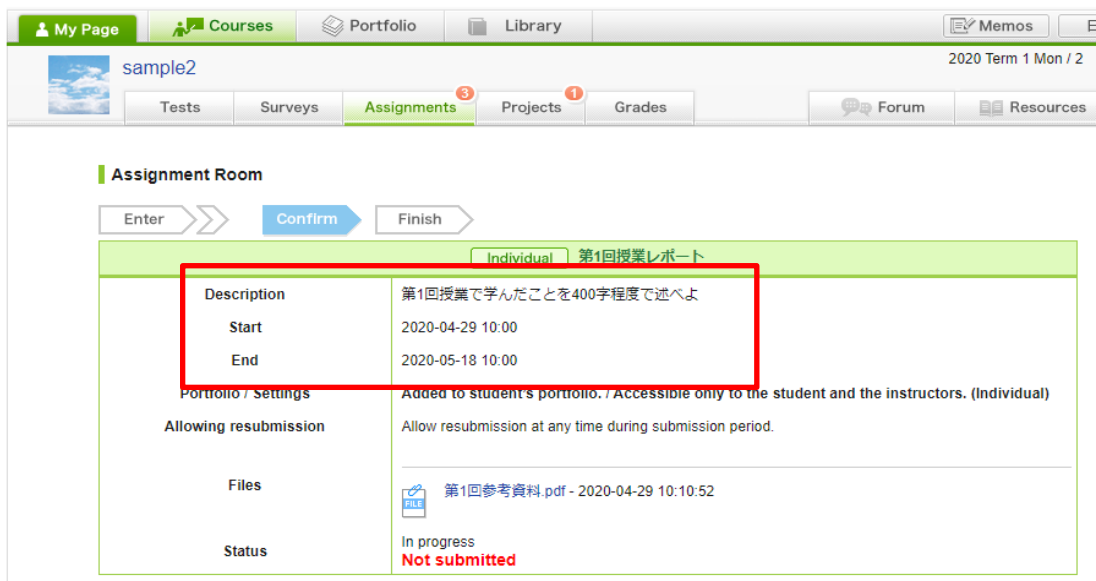 My Page Courses Portfolio Library Memos
sample2 2020 Term 1 Mon / 2
Tests Surveys Assignments 3 Projects 1 Grades Forum Resources
Assignment Room
Enter Confirm Finish
Individual 第1回授業レポート
Description 第1回授業で学んだことを400字程度で述べよ
Start 2020-04-29 10:00
End 2020-05-18 10:00
Portfolio / Settings Added to student's portfolio. / Accessible only to the student and the instructors. (Individual)
Allowing resubmission Allow resubmission at any time during submission period.
Files FILE 第1回参考資料.pdf - 2020-04-29 10:10:52
Status In progress
Not submitted